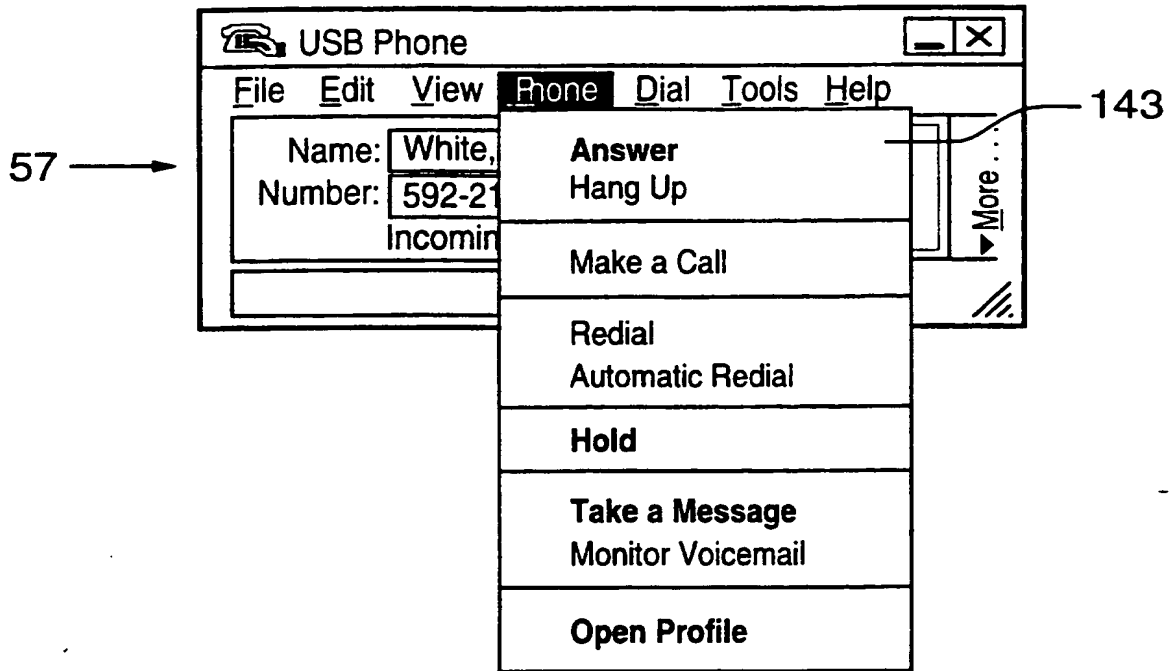 USB Phone
File Edit View Phone Dial Tools Help
143
57
Name: White,
Number: 592-21
Incomin
More...
Answer
Hang Up
Make a Call
Redial
Automatic Redial
Hold
Take a Message
Monitor Voicemail
Open Profile